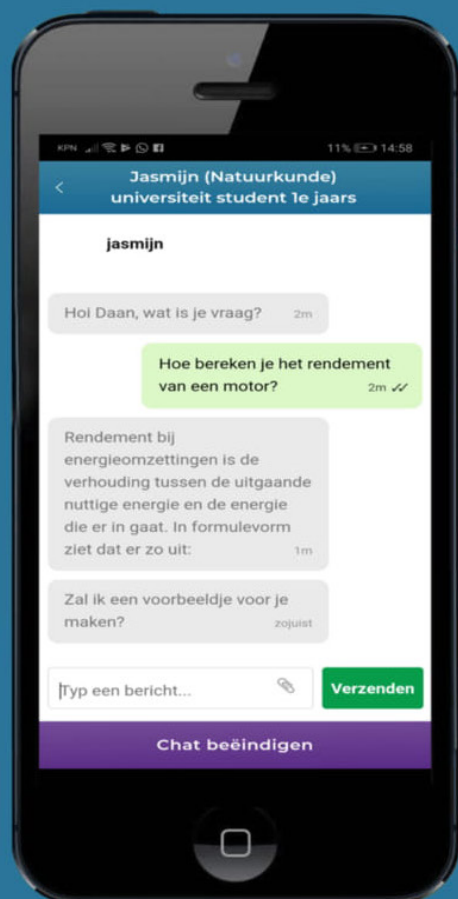 KPN 11% 14:58
Jasmijn (Natuurkunde)
universiteit student 1e jaars
jasmijn
Hoi Daan, wat is je vraag? 2m
Hoe bereken je het rendement
van een motor? 2m
Rendement bij
energieomzettingen is de
verhouding tussen de uitgaande
nuttige energie en de energie
die er in gaat. In formulevorm
ziet dat er zo uit: 1m
Zal ik een voorbeeldje voor je
maken? zojuist
Typ een bericht... Verzenden
Chat beëindigen